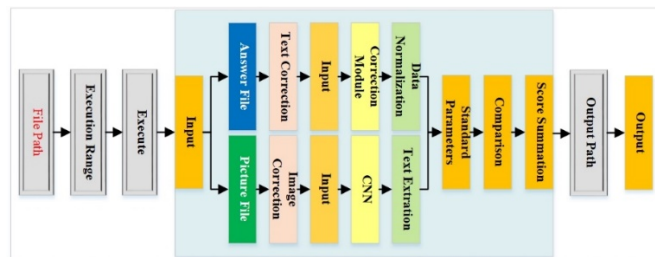 File Path
Execution Range
Execute
Input
Answer File
Text Correction
Input
Correction
Module
Data
Normalization
Picture File
Image
Correction
Input
CNN
Text Extration
Standard
Parameters
Comparison
Score Summation
Output Path
Output